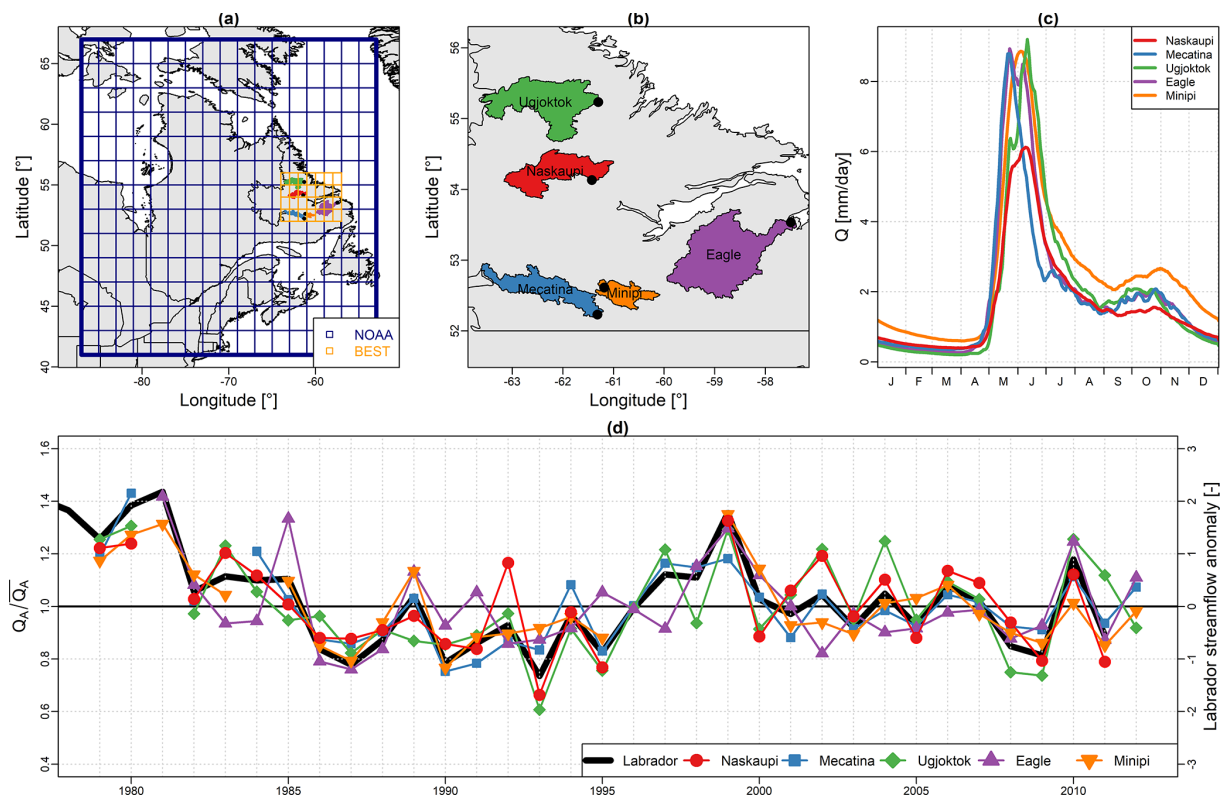 (a)
Latitude [°]
65
60
55
50
45
40
NOAA
BEST
-80 -70 -60
Longitude [°]
(b)
Latitude [°]
56
55
54
53
52
Ugjoktok
Naskaupi
Eagle
Mecatina
Minipi
-63 -62 -61 -60 -59 -58
Longitude [°]
(c)
Q [mm/day]
8
6
4
2
0
Naskaupi
Mecatina
Ugjoktok
Eagle
Minipi
J F M A M J J A S O N D
(d)
Q_A/Q_A
1.6
1.4
1.2
1.0
0.8
0.6
0.4
3
2
1
0
-1
-2
-3
Labrador streamflow anomaly [-]
Labrador Naskaupi Mecatina Ugjoktok Eagle Minipi
1980 1985 1990 1995 2000 2005 2010